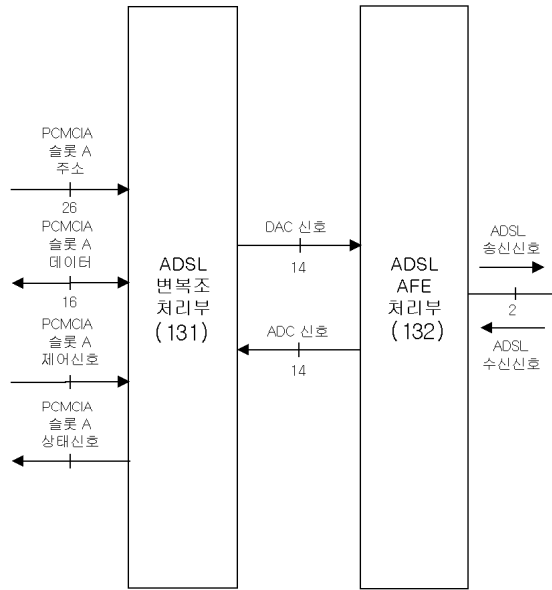 PCMCIA
슬롯 A
주소
26
PCMCIA
슬롯 A
데이터
16
PCMCIA
슬롯 A
제어신호
PCMCIA
슬롯 A
상태신호
ADSL
변복조
처리부
(131)
DAC 신호
14
ADC 신호
14
ADSL
AFE
처리부
(132)
ADSL
송신신호
2
ADSL
수신신호